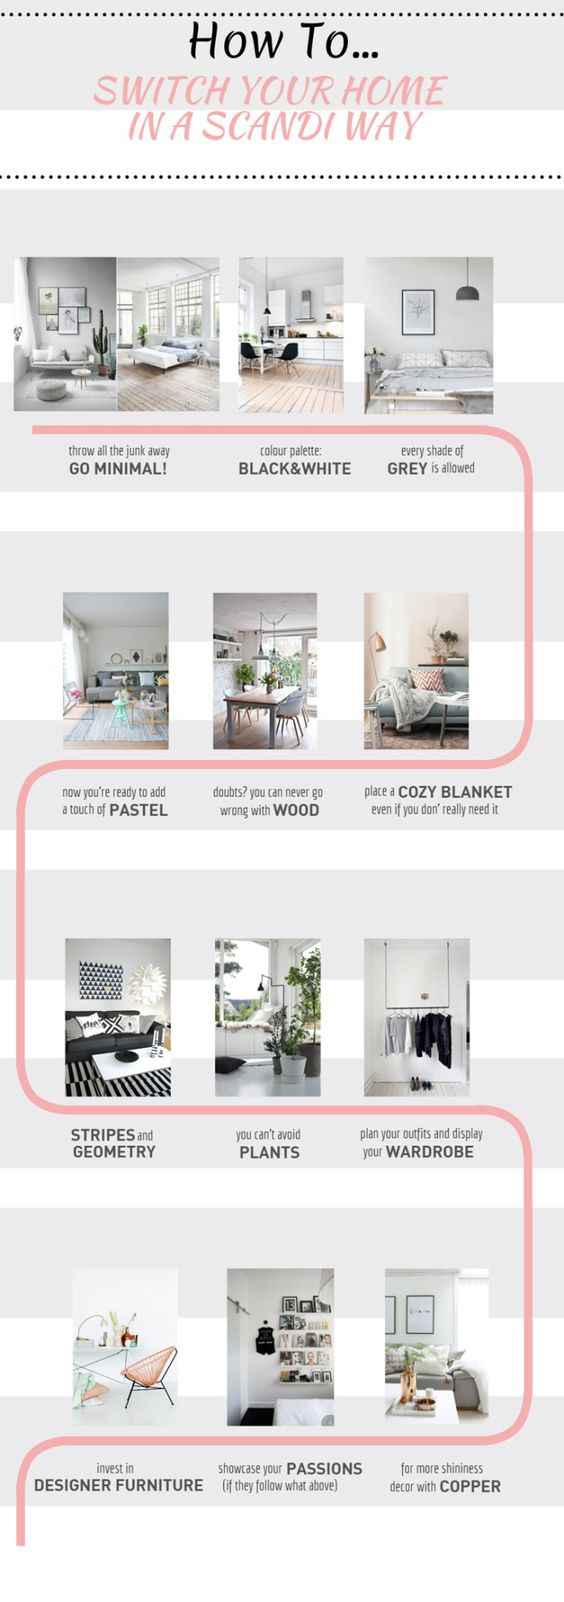 How To...
SWITCH YOUR HOME
IN A SCANDI WAY
throw all the junk away
GO MINIMAL!
colour palette:
BLACK&WHITE
every shade of
GREY is allowed
now you're ready to add
a touch of PASTEL
doubts? you can never go
wrong with WOOD
place a COZY BLANKET
even if you don' really need it
STRIPES and
GEOMETRY
you can't avoid
PLANTS
plan your outfits and display
your WARDROBE
invest in
DESIGNER FURNITURE
showcase your PASSIONS
(if they follow what above)
for more shininess
decor with COPPER